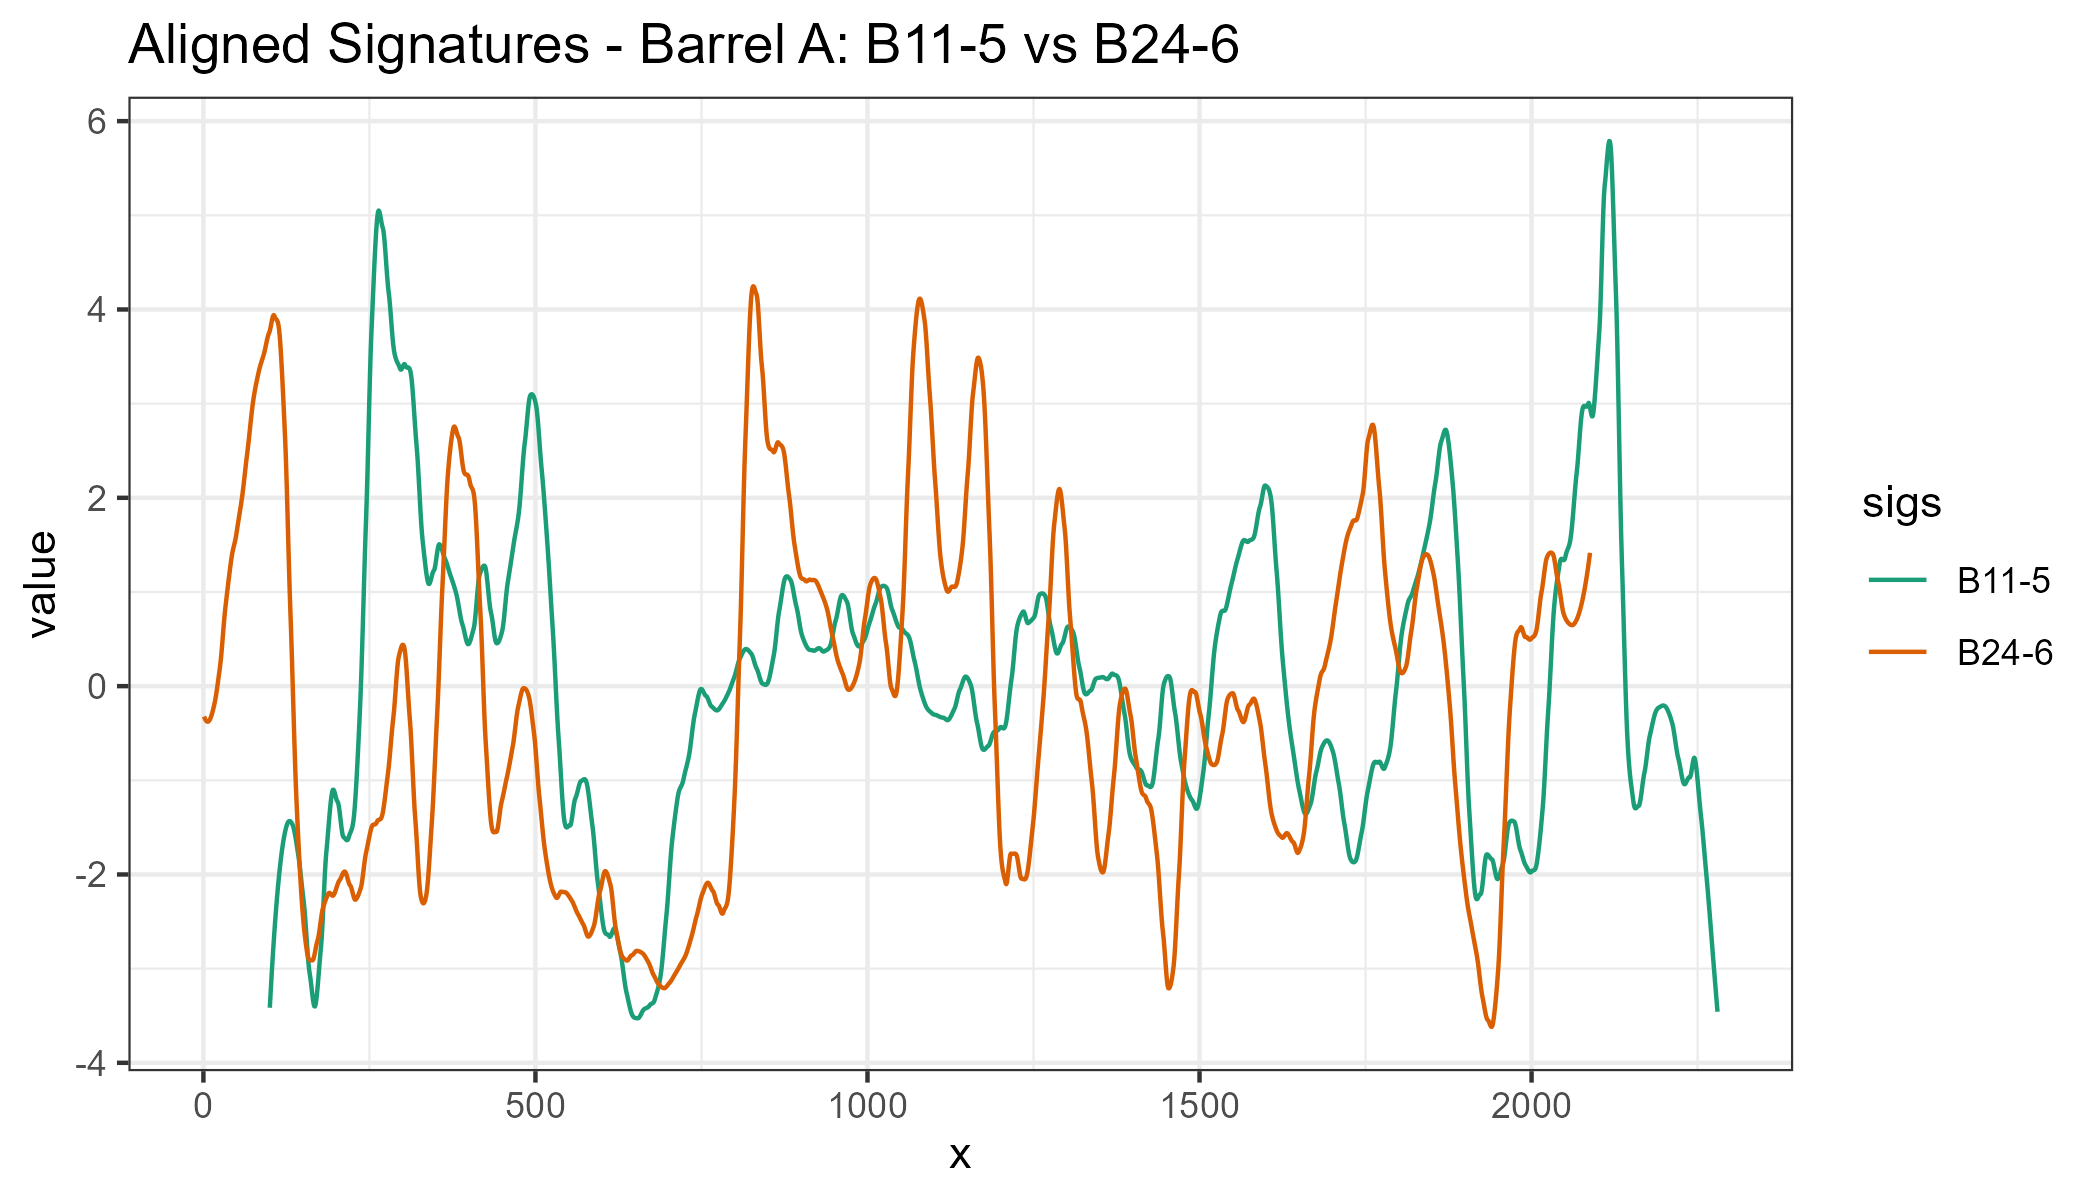 Aligned Signatures - Barrel A: B11-5 vs B24-6
6
4
2
0
-2
-4
value
0 500 1000 1500 2000
x
sigs
B11-5
B24-6